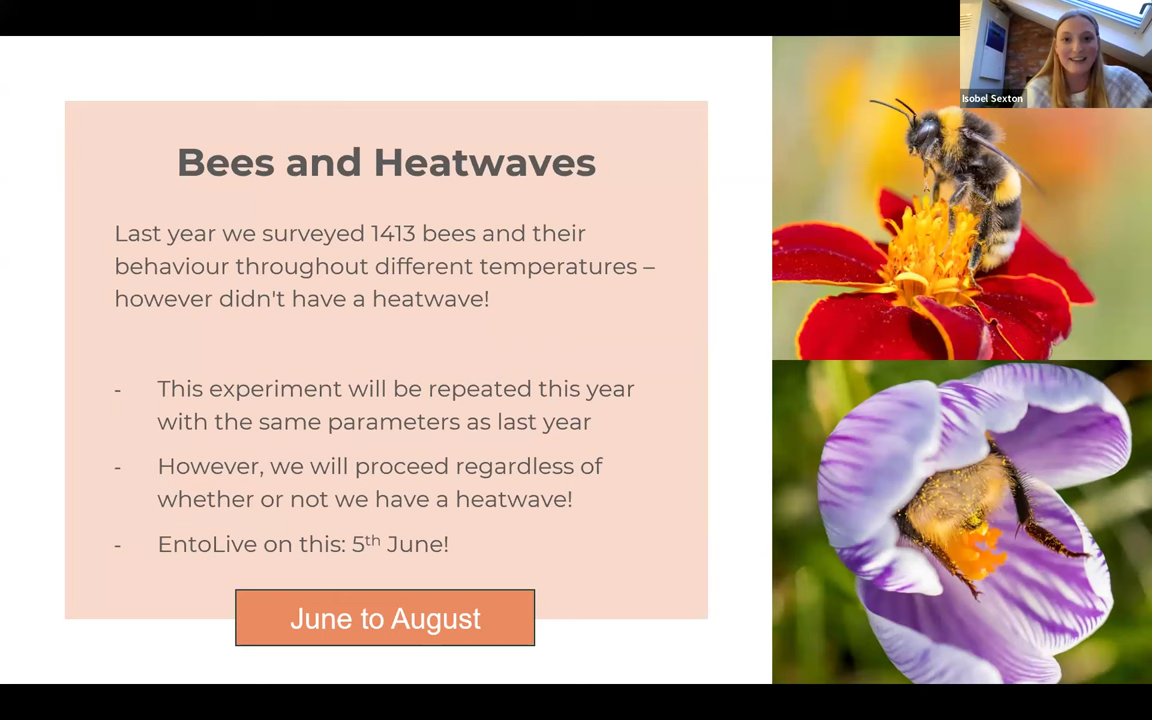 Isobel Sexton
Bees and Heatwaves
Last year we surveyed 1413 bees and their
behaviour throughout different temperatures –
however didn't have a heatwave!
- This experiment will be repeated this year
with the same parameters as last year
- However, we will proceed regardless of
whether or not we have a heatwave!
- EntoLive on this: 5th June!
June to August